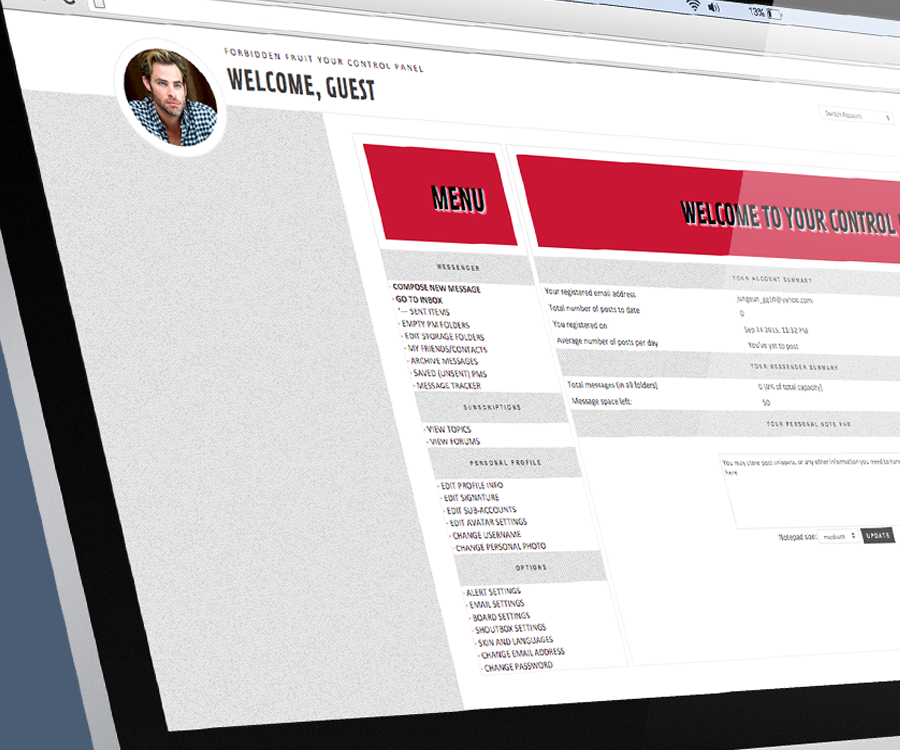 13%
FORBIDDEN FRUIT YOUR CONTROL PANEL
WELCOME, GUEST
Switch Account
MENU
MESSENGER
COMPOSE NEW MESSAGE
· GO TO INBOX
'— SENT ITEMS
· EMPTY PM FOLDERS
· EDIT STORAGE FOLDERS
· MY FRIENDS/CONTACTS
· ARCHIVE MESSAGES
· SAVED (UNSENT) PMS
· MESSAGE TRACKER
SUBSCRIPTIONS
· VIEW TOPICS
· VIEW FORUMS
PERSONAL PROFILE
· EDIT PROFILE INFO
· EDIT SIGNATURE
· EDIT SUB-ACCOUNTS
· EDIT AVATAR SETTINGS
· CHANGE USERNAME
· CHANGE PERSONAL PHOTO
OPTIONS
· ALERT SETTINGS
· EMAIL SETTINGS
· BOARD SETTINGS
· SHOUTBOX SETTINGS
· SKIN AND LANGUAGES
· CHANGE EMAIL ADDRESS
· CHANGE PASSWORD
WELCOME TO YOUR CONTROL
YOUR ACCOUNT SUMMARY
Your registered email address
Total number of posts to date 0
You registered on Sep 14 2015, 11:32 PM
Average number of posts per day You've yet to post
YOUR MESSENGER SUMMARY
Total messages (in all folders) 0 (0% of total capacity)
Message space left: 50
YOUR PERSONAL NOTE PAD
You may store post snippets, or any other information you need to have
here
Notepad size: medium UPDATE